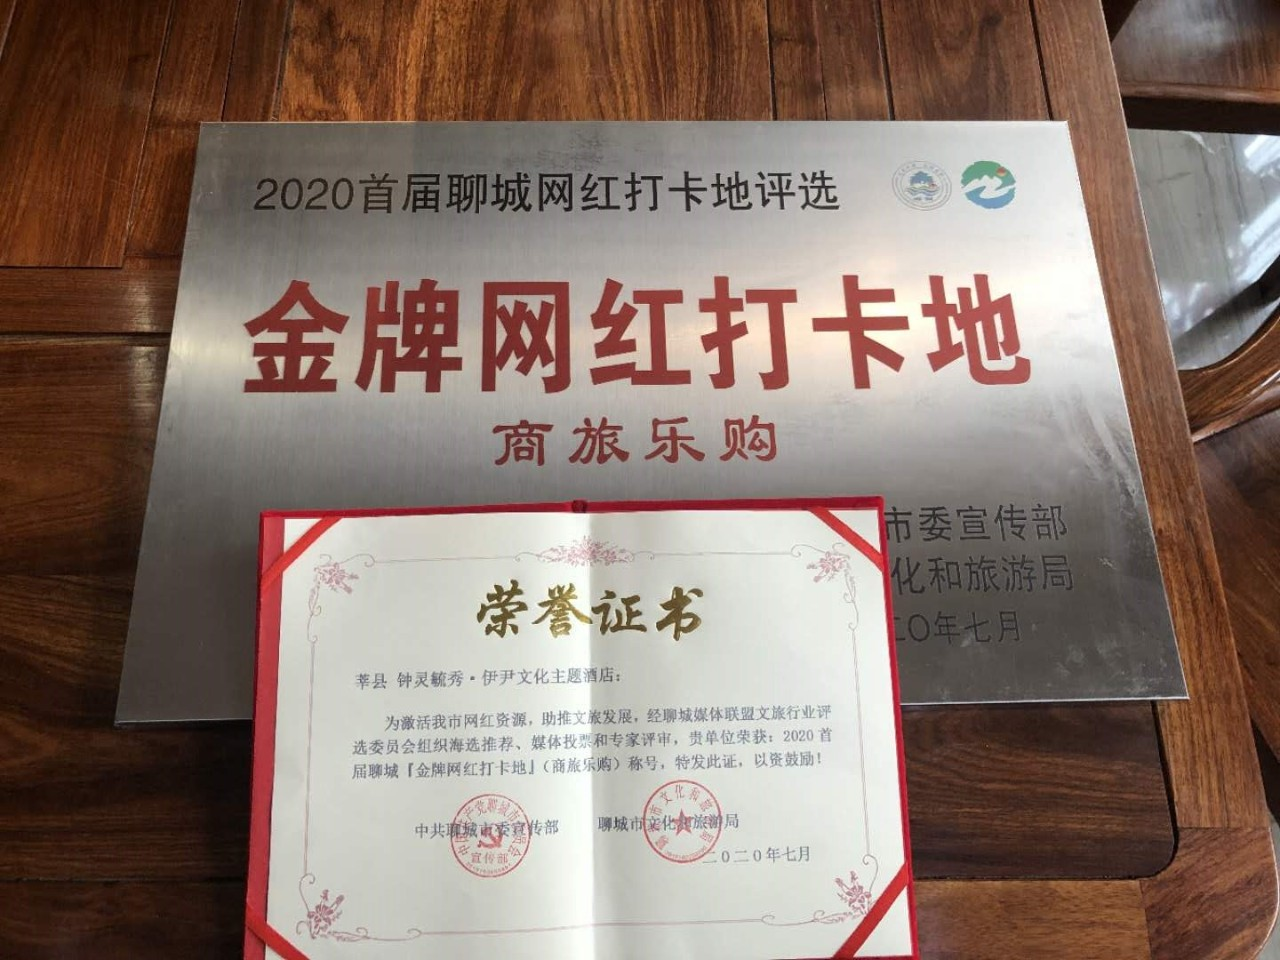 2020首届聊城网红打卡地评选
金牌网红打卡地
商旅乐购
市委宣传部
化和旅游局
二〇年七月
荣誉证书
莘县 钟灵毓秀·伊尹文化主题酒店：
为激活我市网红资源，助推文旅发展，经聊城媒体联盟文旅行业评
选委员会组织海选推荐、媒体投票和专家评审，贵单位荣获：2020首
届聊城『金牌网红打卡地』（商旅乐购）称号，特发此证，以资鼓励！
中共聊城市委宣传部 聊城市文化和旅游局
二〇二〇年七月
宣传部